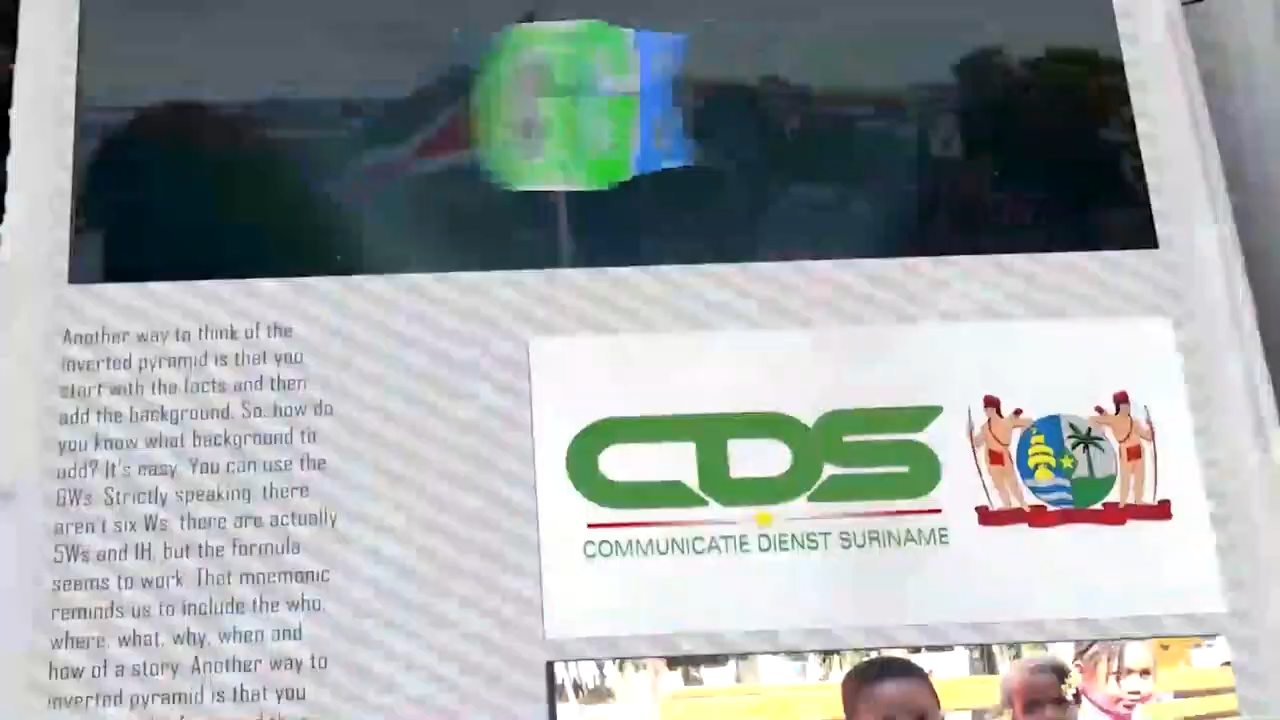 Another way to think of the
inverted pyramid is that you
start with the facts and then
add the background. So, how do
you know what background to
add? It's easy. You can use the
6Ws. Strictly speaking, there
aren't six Ws, there are actually
5Ws and 1H, but the formula
seems to work. That mnemonic
reminds us to include the who,
where, what, why, when and
how of a story. Another way to
inverted pyramid is that you
CDS
COMMUNICATIE DIENST SURINAME